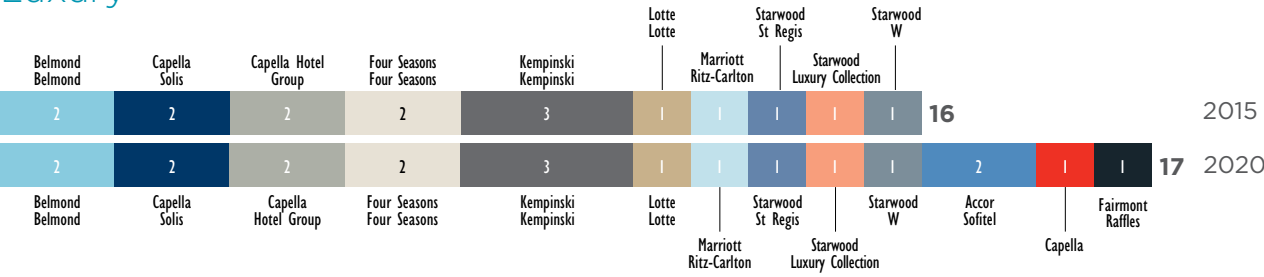 Luxury
Lotte
Lotte
Starwood
St Regis
Starwood
W
Belmond
Belmond
Capella
Solis
Capella Hotel
Group
Four Seasons
Four Seasons
Kempinski
Kempinski
Marriott
Ritz-Carlton
Starwood
Luxury Collection
2 2 2 2 3 1 1 1 1 1 16 2015
2 2 2 2 3 1 1 1 1 1 2 1 1 17 2020
Belmond
Belmond
Capella
Solis
Capella
Hotel Group
Four Seasons
Four Seasons
Kempinski
Kempinski
Lotte
Lotte
Starwood
St Regis
Starwood
W
Accor
Sofitel
Fairmont
Raffles
Marriott
Ritz-Carlton
Starwood
Luxury Collection
Capella